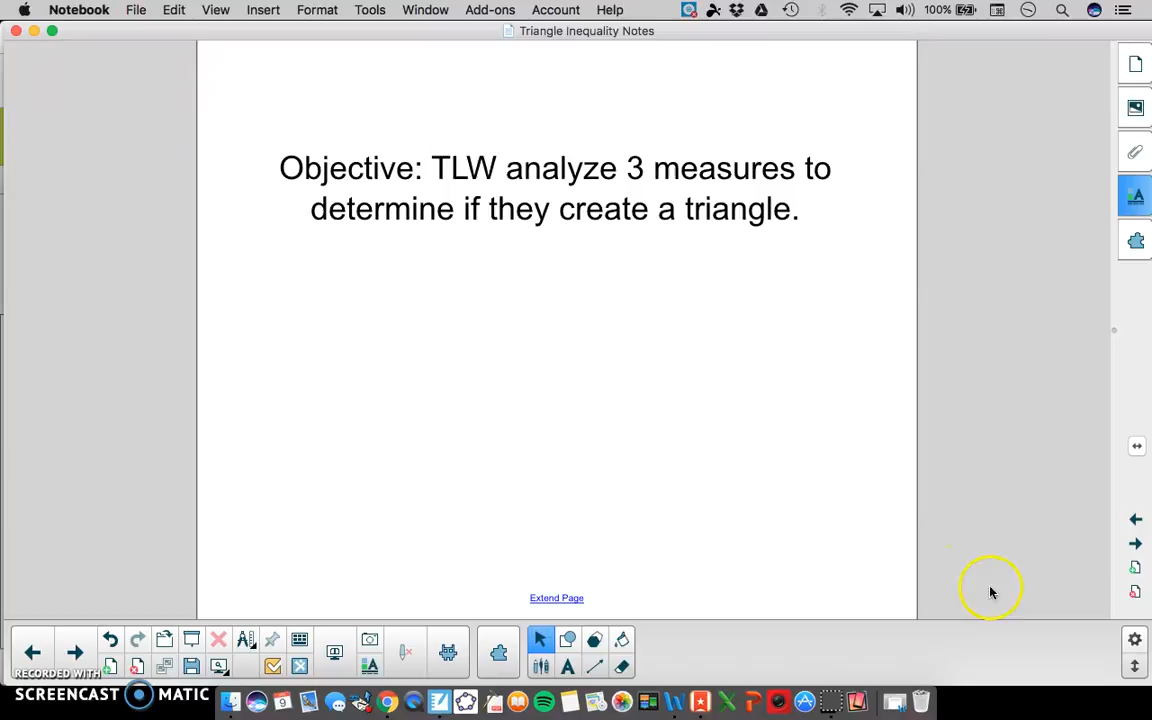 Notebook File Edit View Insert Format Tools Window Add-ons Account Help 100%
Triangle Inequality Notes
Objective: TLW analyze 3 measures to
determine if they create a triangle.
Extend Page
RECORDED WITH
SCREENCAST MATIC
9